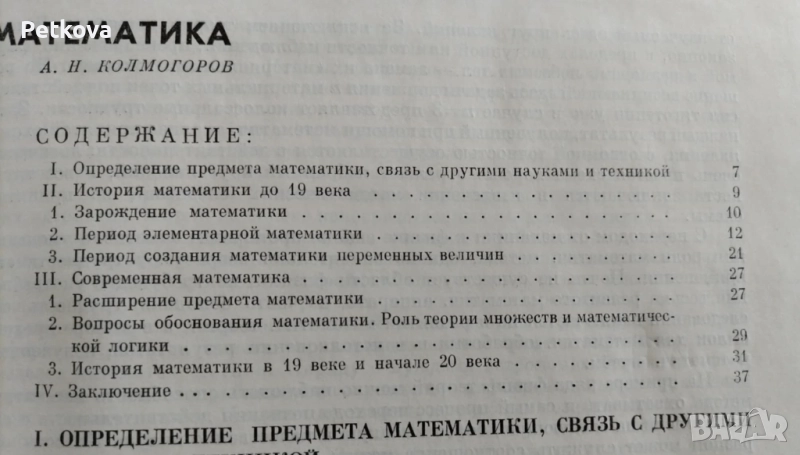 Petkova
МАТЕМАТИКА
А. Н. КОЛМОГОРОВ
СОДЕРЖАНИЕ:
I. Определение предмета математики, связь с другими науками и техникой 7
II. История математики до 19 века . . . . . . . . . . . . . . . . 9
1. Зарождение математики . . . . . . . . . . . . . . . . . . . 10
2. Период элементарной математики . . . . . . . . . . . . . . 12
3. Период создания математики переменных величин . . . . . . . . 21
III. Современная математика . . . . . . . . . . . . . . . . . . . 27
1. Расширение предмета математики . . . . . . . . . . . . . . . 27
2. Вопросы обоснования математики. Роль теории множеств и математичес-
кой логики . . . . . . . . . . . . . . . . . . . . . . . . 29
3. История математики в 19 веке и начале 20 века . . . . . . . . 31
IV. Заключение . . . . . . . . . . . . . . . . . . . . . . . . 37
I. ОПРЕДЕЛЕНИЕ ПРЕДМЕТА МАТЕМАТИКИ, СВЯЗЬ С ДРУГИМИ
BAZAR